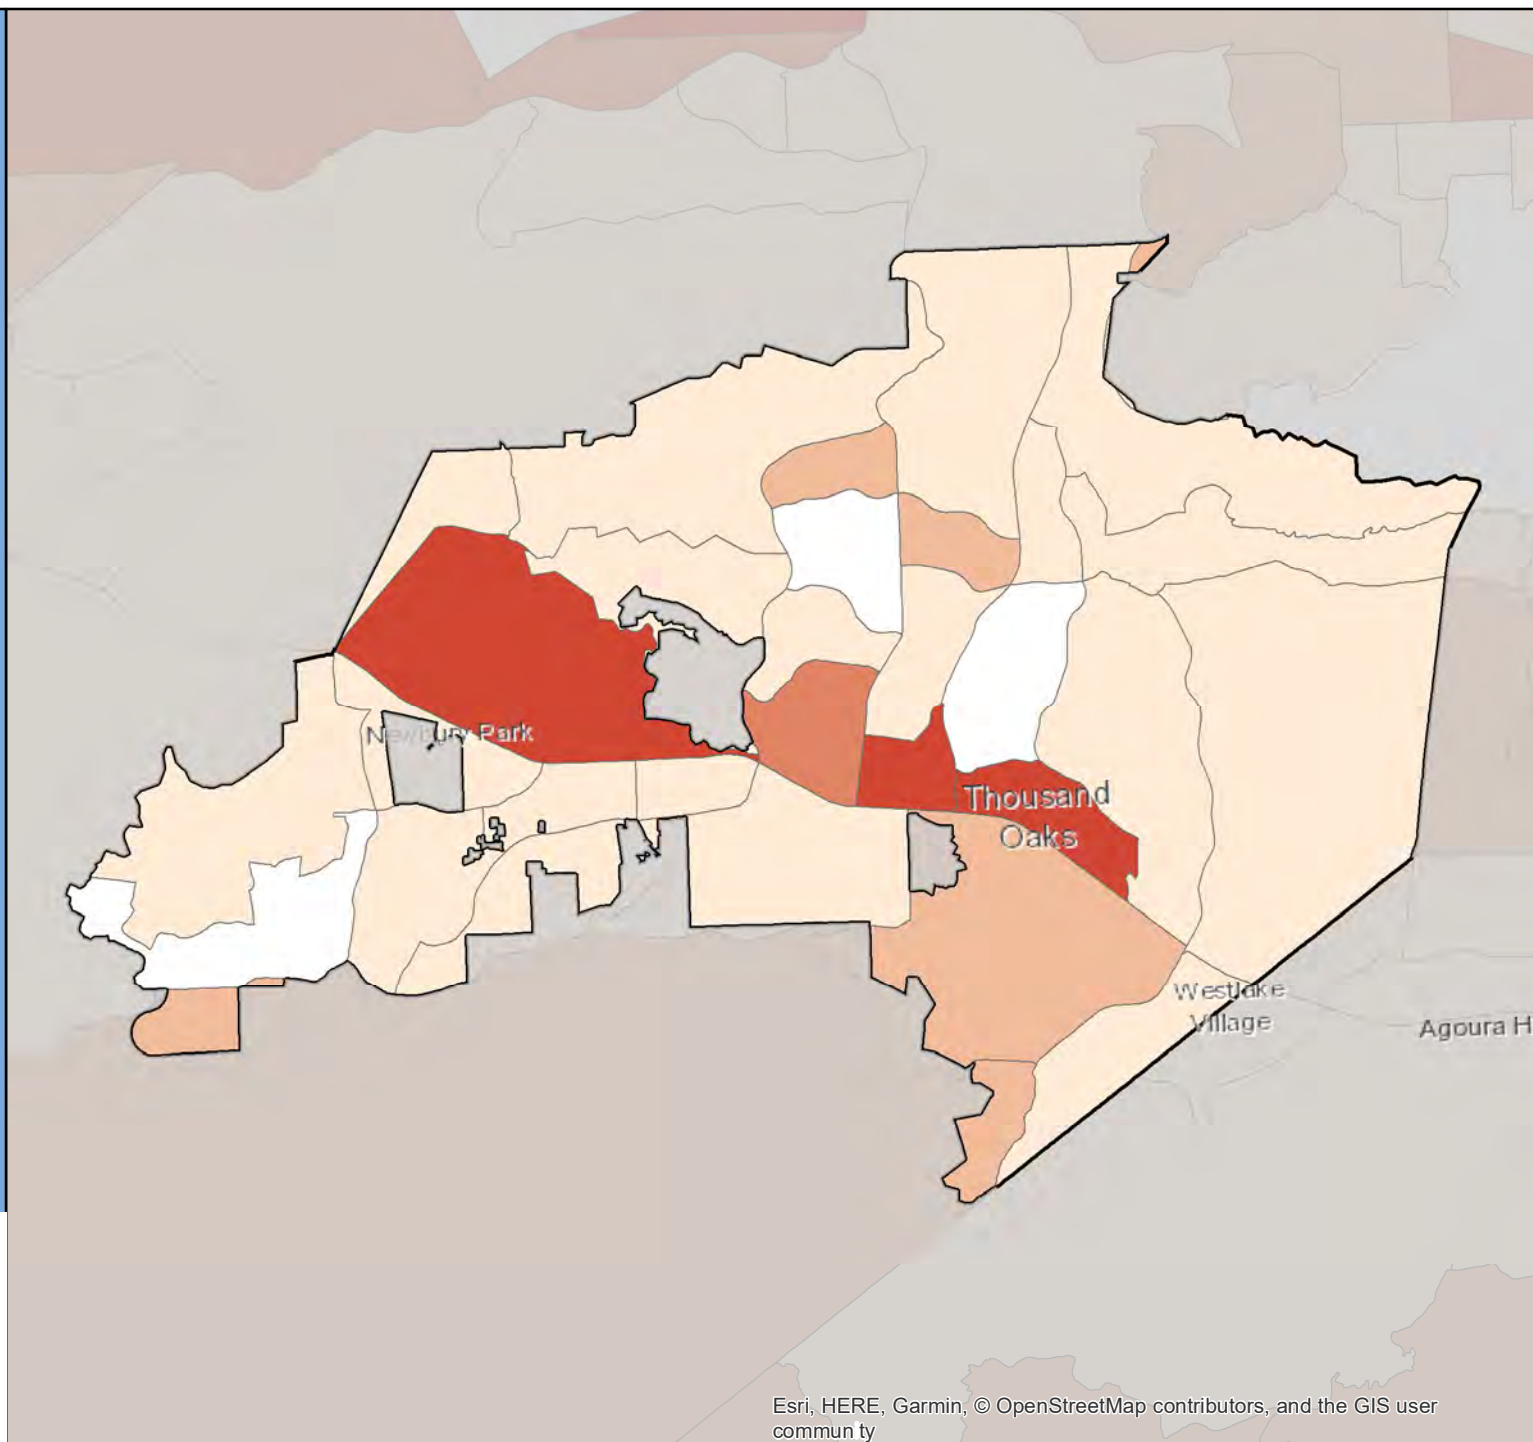 Newbury Park
Thousand
Oaks
Westlake
Village
Agoura H
Esri, HERE, Garmin, © OpenStreetMap contributors, and the GIS user
commun ty